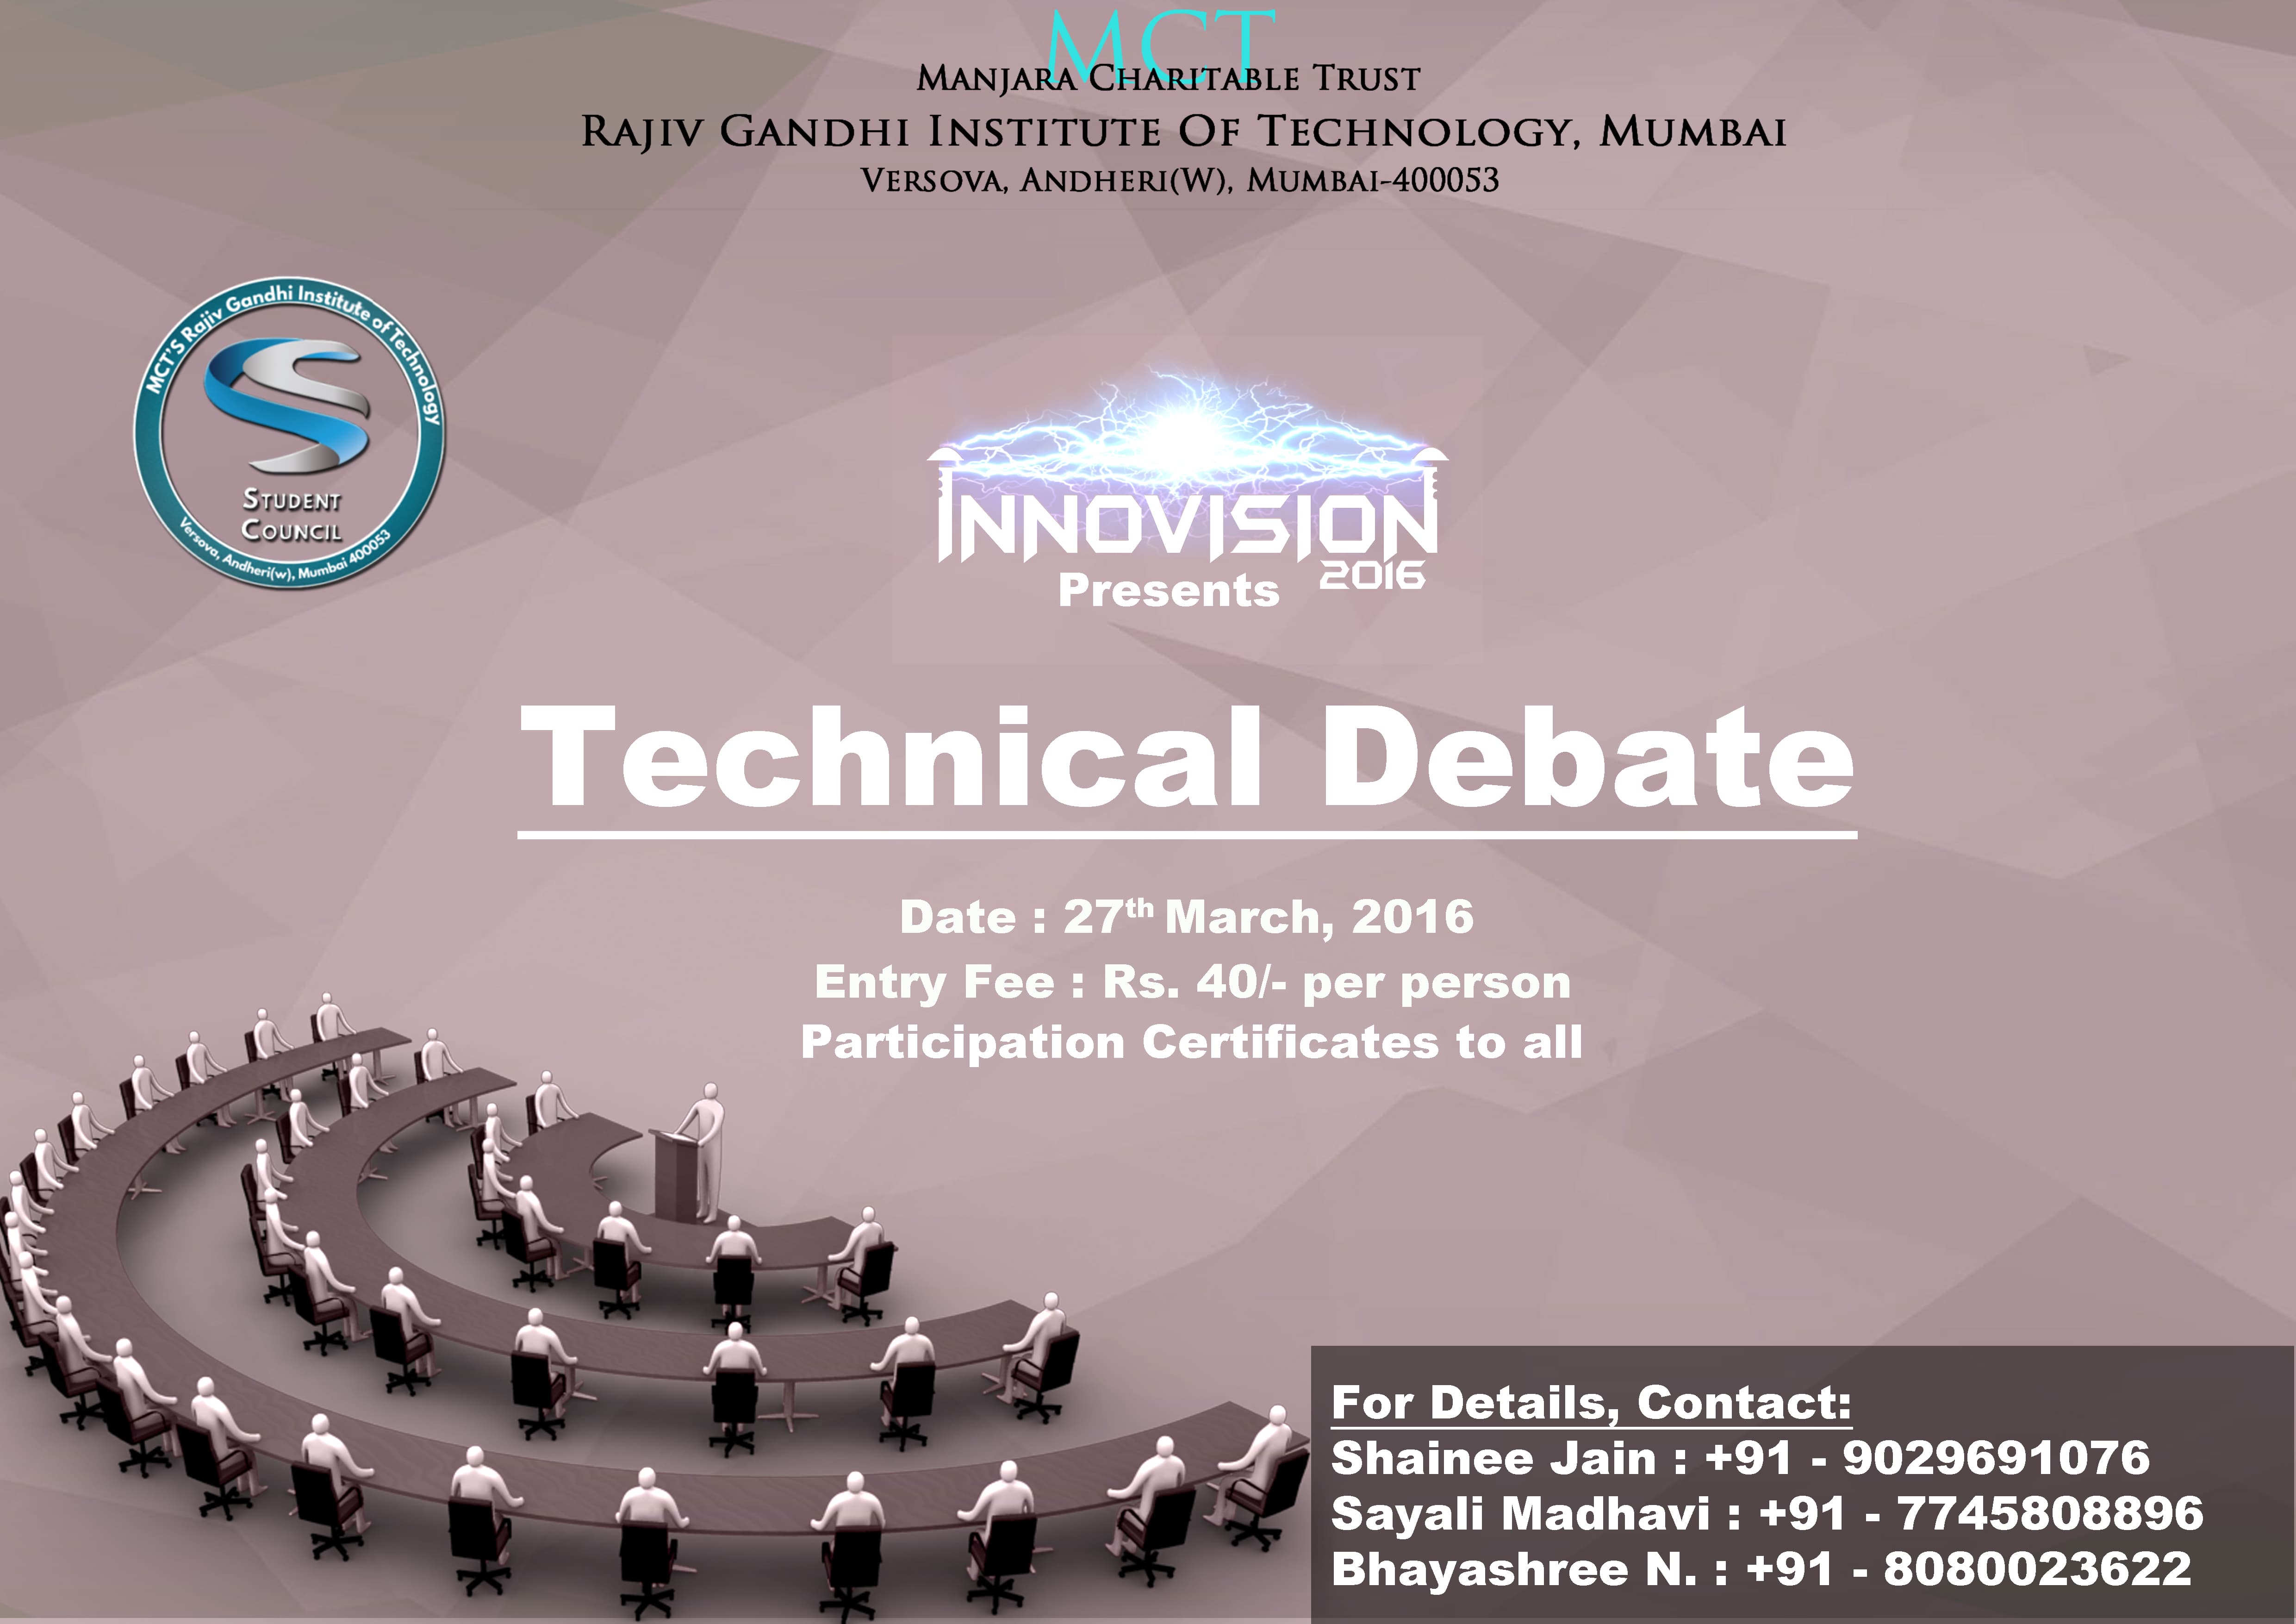 MCT
Manjara Charitable Trust
Rajiv Gandhi Institute Of Technology, Mumbai
Versova, Andheri(W), Mumbai-400053
MCT'S Rajiv Gandhi Institute of Technology
Student
Council
Versova, Andheri(w), Mumbai 400053
INNOVISION
2016
Presents
Technical Debate
Date : 27th March, 2016
Entry Fee : Rs. 40/- per person
Participation Certificates to all
For Details, Contact:
Shainee Jain : +91 - 9029691076
Sayali Madhavi : +91 - 7745808896
Bhayashree N. : +91 - 8080023622